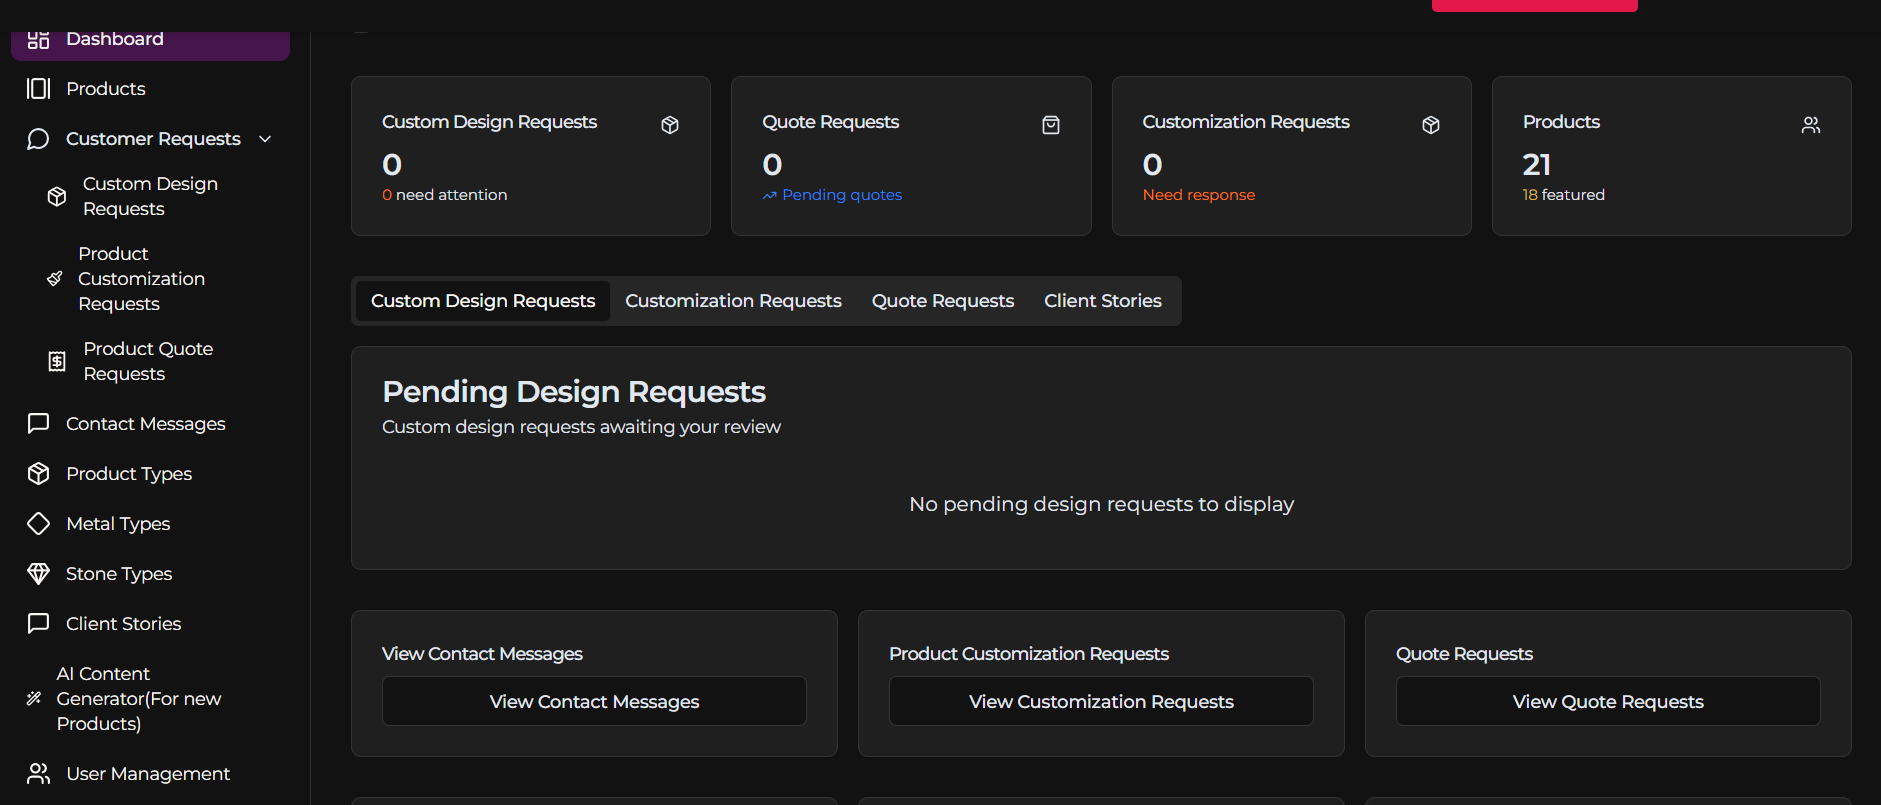 Dashboard
Products
Customer Requests
Custom Design
Requests
Product
Customization
Requests
Product Quote
Requests
Contact Messages
Product Types
Metal Types
Stone Types
Client Stories
AI Content
Generator(For new
Products)
User Management
Custom Design Requests
0
0 need attention
Quote Requests
0
Pending quotes
Customization Requests
0
Need response
Products
21
18 featured
Custom Design Requests Customization Requests Quote Requests Client Stories
Pending Design Requests
Custom design requests awaiting your review
No pending design requests to display
View Contact Messages
View Contact Messages
Product Customization Requests
View Customization Requests
Quote Requests
View Quote Requests